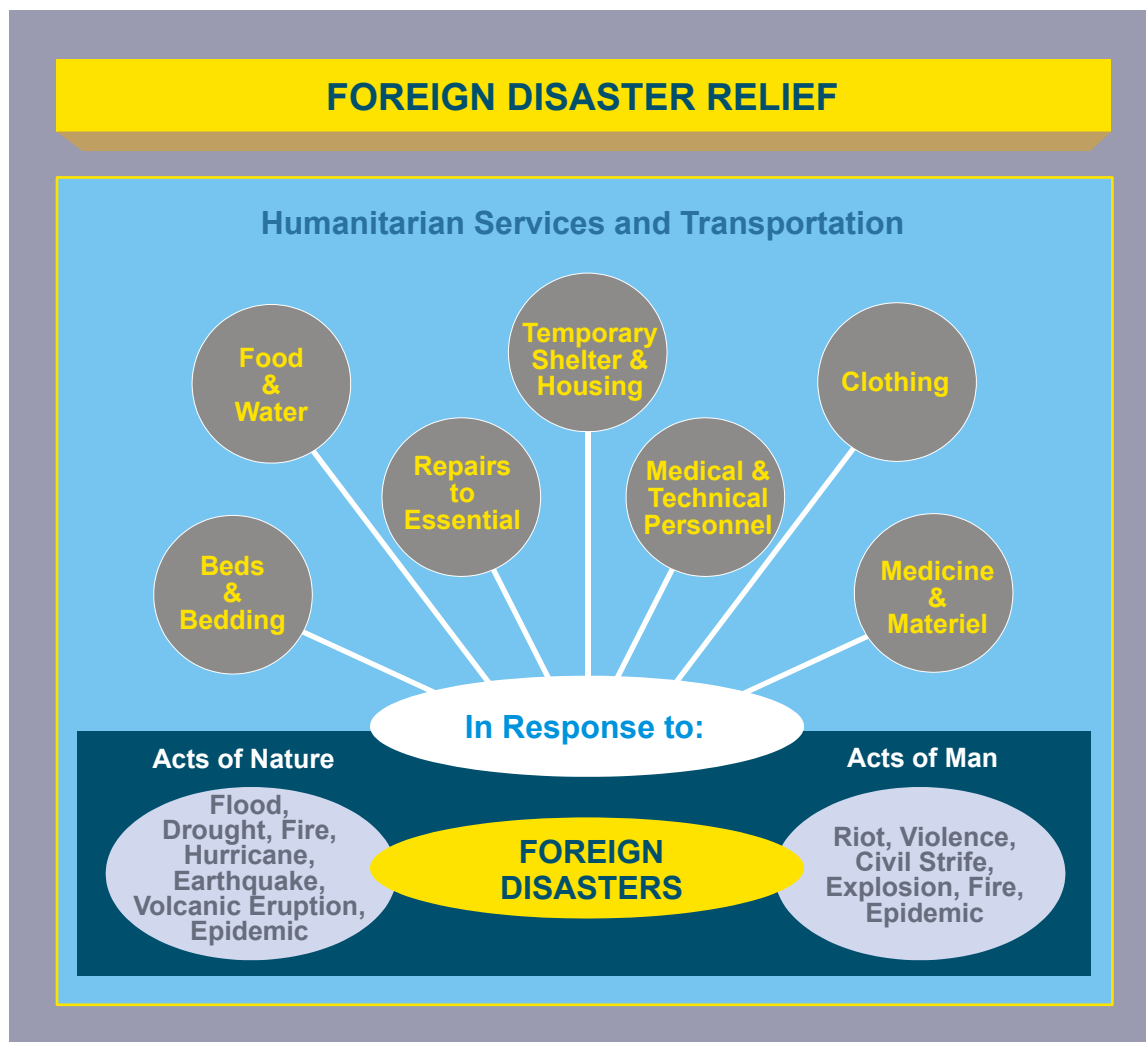 FOREIGN DISASTER RELIEF
Humanitarian Services and Transportation
Food
&
Water
Temporary
Shelter &
Housing
Clothing
Repairs
to
Essential
Medical &
Technical
Personnel
Beds
&
Bedding
Medicine
&
Materiel
In Response to:
Acts of Nature
Flood,
Drought, Fire,
Hurricane,
Earthquake,
Volcanic Eruption,
Epidemic
FOREIGN
DISASTERS
Acts of Man
Riot, Violence,
Civil Strife,
Explosion, Fire,
Epidemic